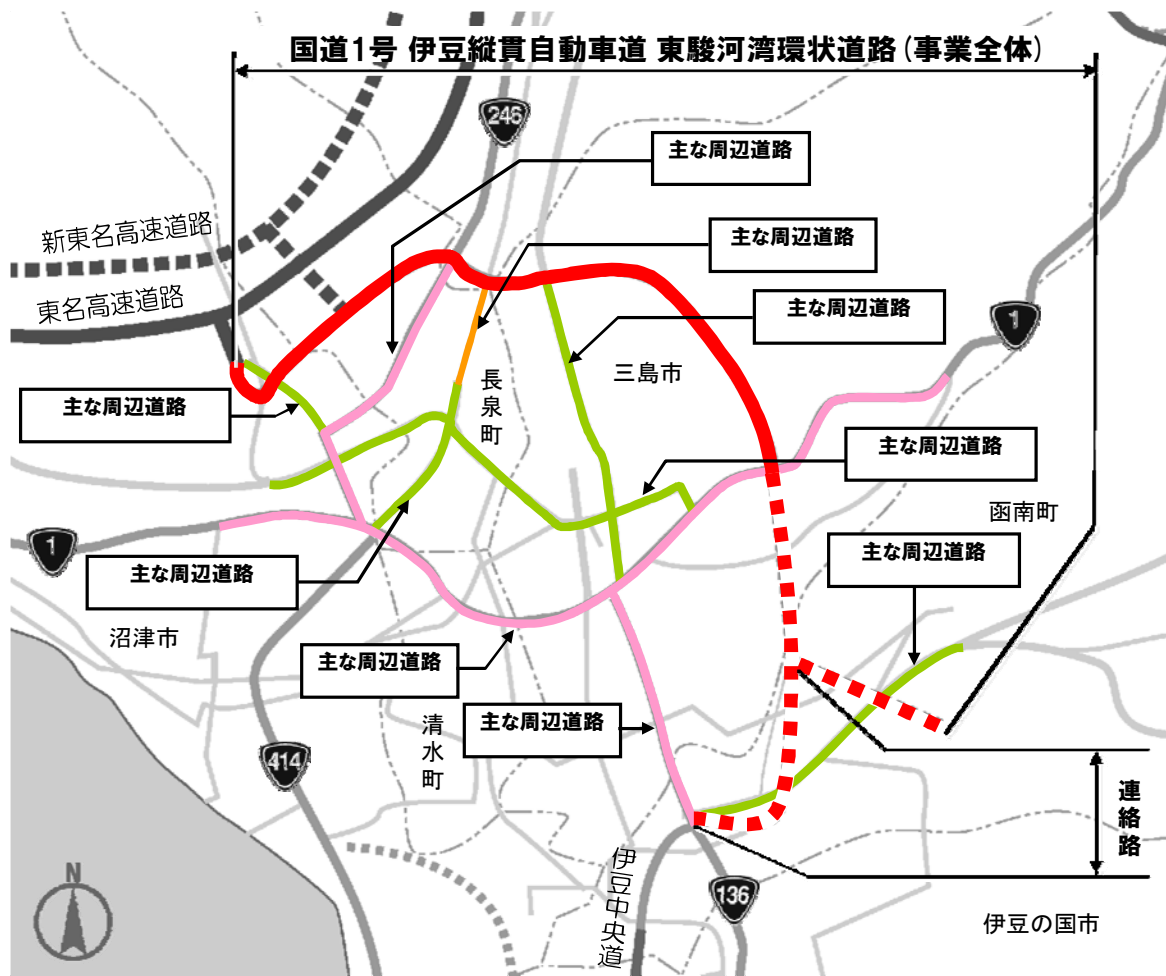 国道1号 伊豆縦貫自動車道 東駿河湾環状道路(事業全体)
246
主な周辺道路
主な周辺道路
新東名高速道路
東名高速道路
主な周辺道路
1
三島市
長泉町
主な周辺道路
主な周辺道路
函南町
1
主な周辺道路
主な周辺道路
沼津市
主な周辺道路
主な周辺道路
清水町
414
連絡路
伊豆中央道
136
N
伊豆の国市